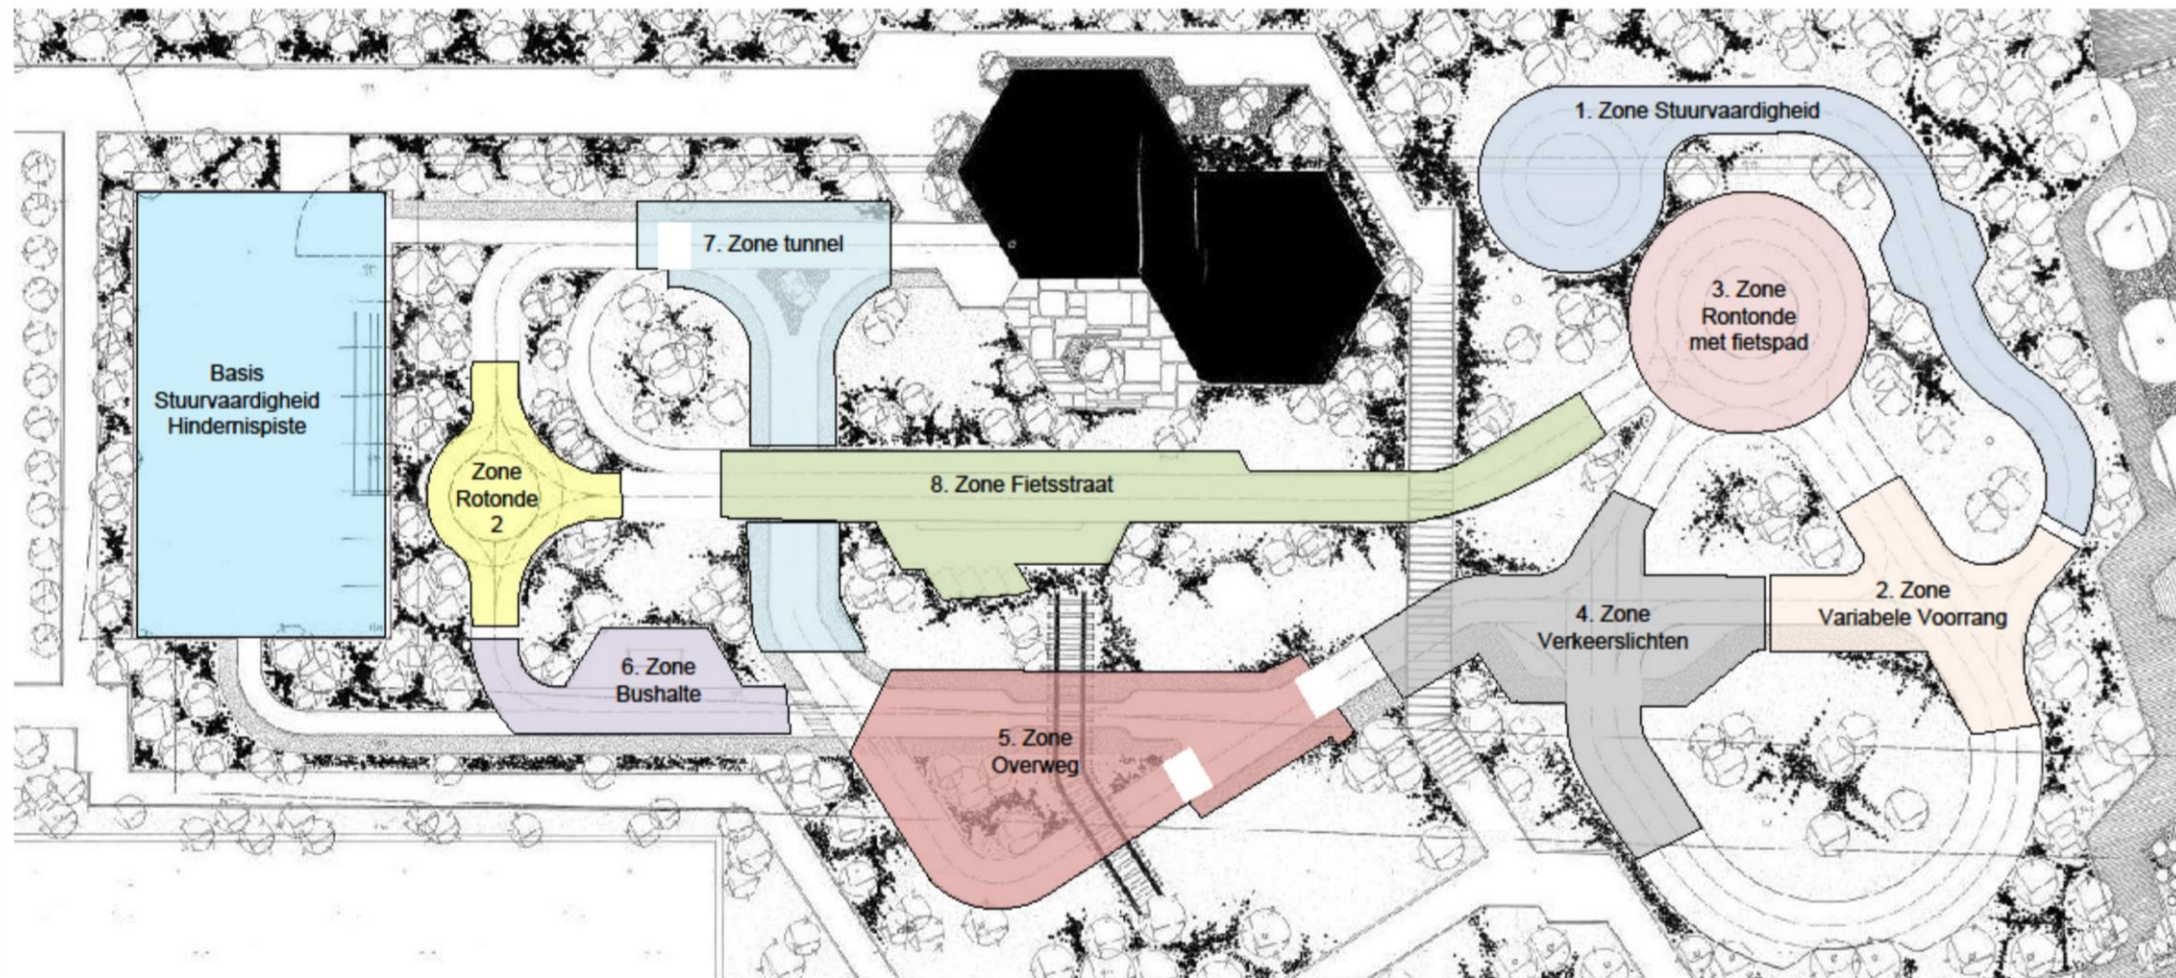 1. Zone Stuurvaardigheid
7. Zone tunnel
3. Zone
Rontonde
met fietspad
Basis
Stuurvaardigheid
Hindernispiste
Zone
Rotonde
2
8. Zone Fietsstraat
2. Zone
Variabele Voorrang
4. Zone
Verkeerslichten
6. Zone
Bushalte
5. Zone
Overweg